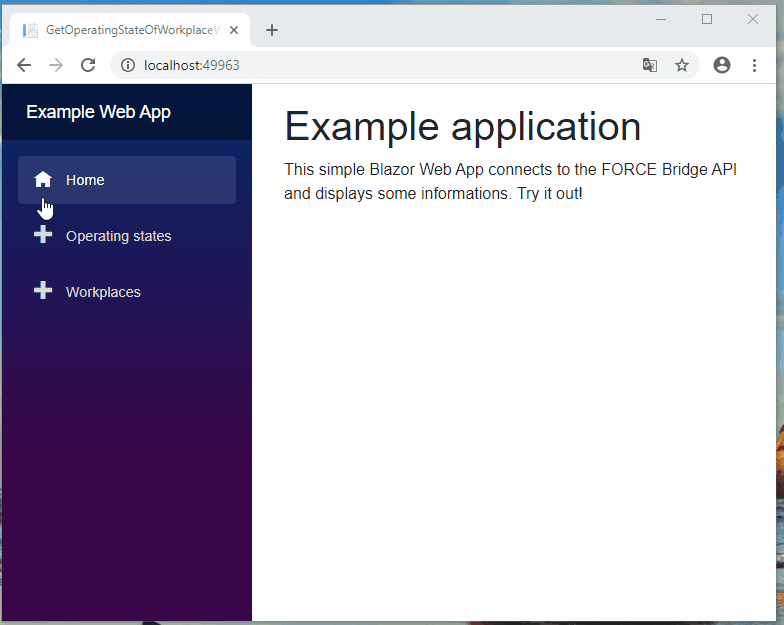 GetOperatingStateOfWorkplace
localhost:49963
Example Web App
Example application
Home
This simple Blazor Web App connects to the FORCE Bridge API
and displays some informations. Try it out!
Operating states
Workplaces